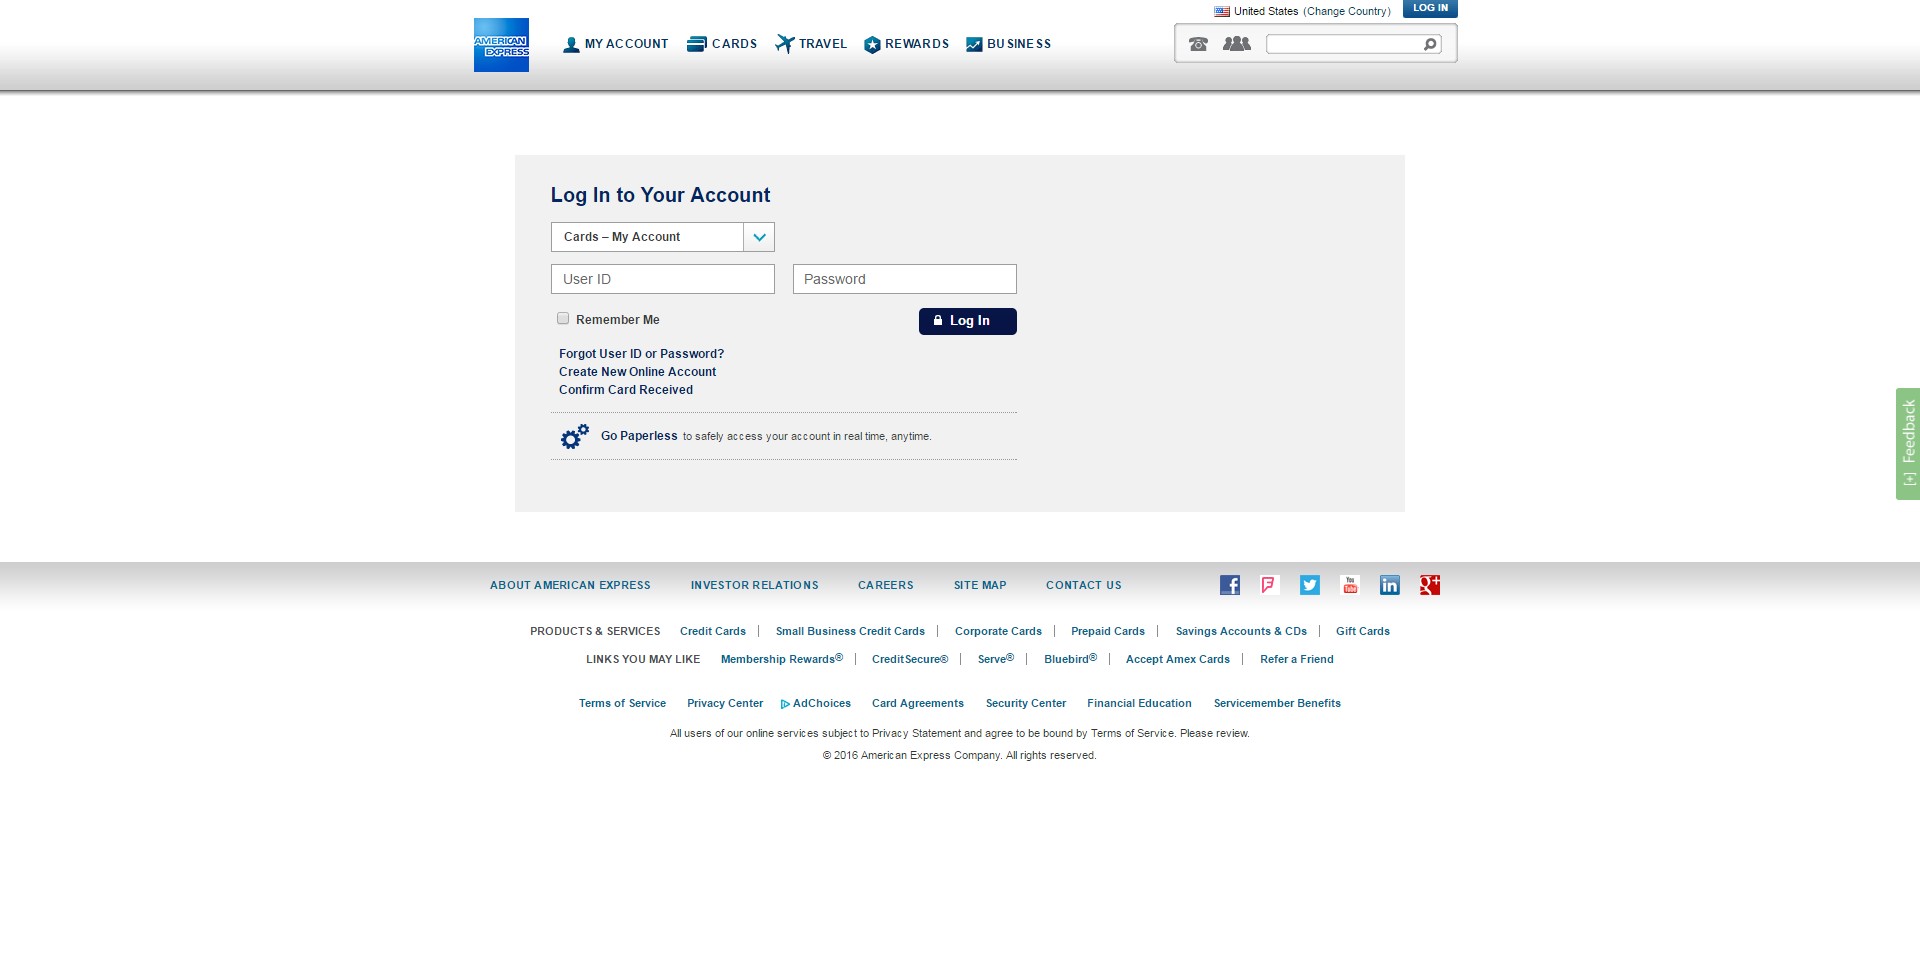 United States (Change Country) LOG IN
AMERICAN EXPRESS
MY ACCOUNT CARDS TRAVEL REWARDS BUSINESS
Log In to Your Account
Cards – My Account
User ID Password
Remember Me Log In
Forgot User ID or Password?
Create New Online Account
Confirm Card Received
Go Paperless to safely access your account in real time, anytime.
[+] Feedback
ABOUT AMERICAN EXPRESS INVESTOR RELATIONS CAREERS SITE MAP CONTACT US You Tube in g+
PRODUCTS & SERVICES Credit Cards | Small Business Credit Cards | Corporate Cards | Prepaid Cards | Savings Accounts & CDs | Gift Cards
LINKS YOU MAY LIKE Membership Rewards® | CreditSecure® | Serve® | Bluebird® | Accept Amex Cards | Refer a Friend
Terms of Service Privacy Center AdChoices Card Agreements Security Center Financial Education Servicemember Benefits
All users of our online services subject to Privacy Statement and agree to be bound by Terms of Service. Please review.
© 2016 American Express Company. All rights reserved.